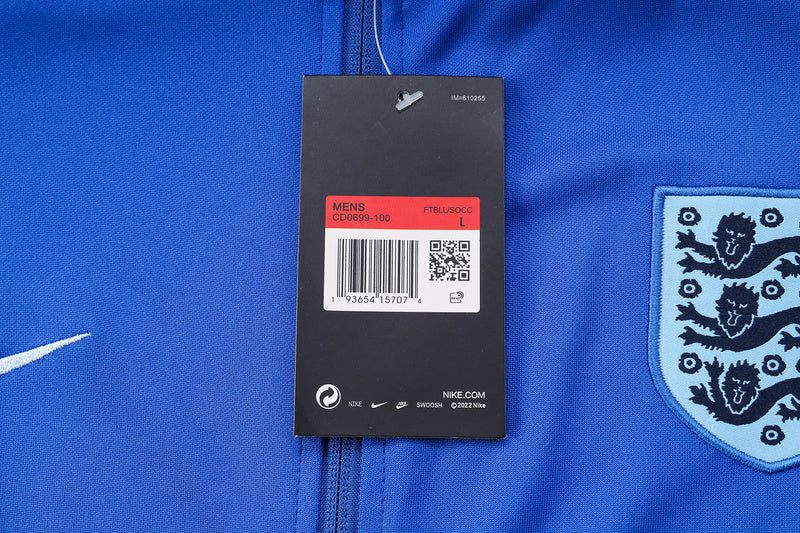 IM#610255
MENS FTBLL/SOCC
CD0699-100 L
1 93654 15707 4
NIKE.COM
NIKE SWOOSH ©2022 Nike